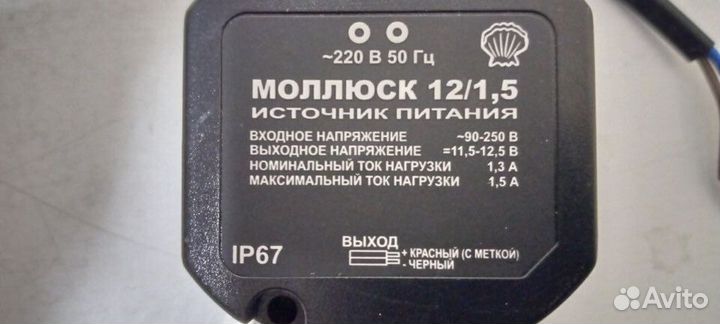 ~220 В 50 Гц
МОЛЛЮСК 12/1,5
ИСТОЧНИК ПИТАНИЯ
ВХОДНОЕ НАПРЯЖЕНИЕ ~90-250 В
ВЫХОДНОЕ НАПРЯЖЕНИЕ =11,5-12,5 В
НОМИНАЛЬНЫЙ ТОК НАГРУЗКИ 1,3 А
МАКСИМАЛЬНЫЙ ТОК НАГРУЗКИ 1,5 А
ВЫХОД
IP67
+ КРАСНЫЙ (С МЕТКОЙ)
- ЧЕРНЫЙ
Avito